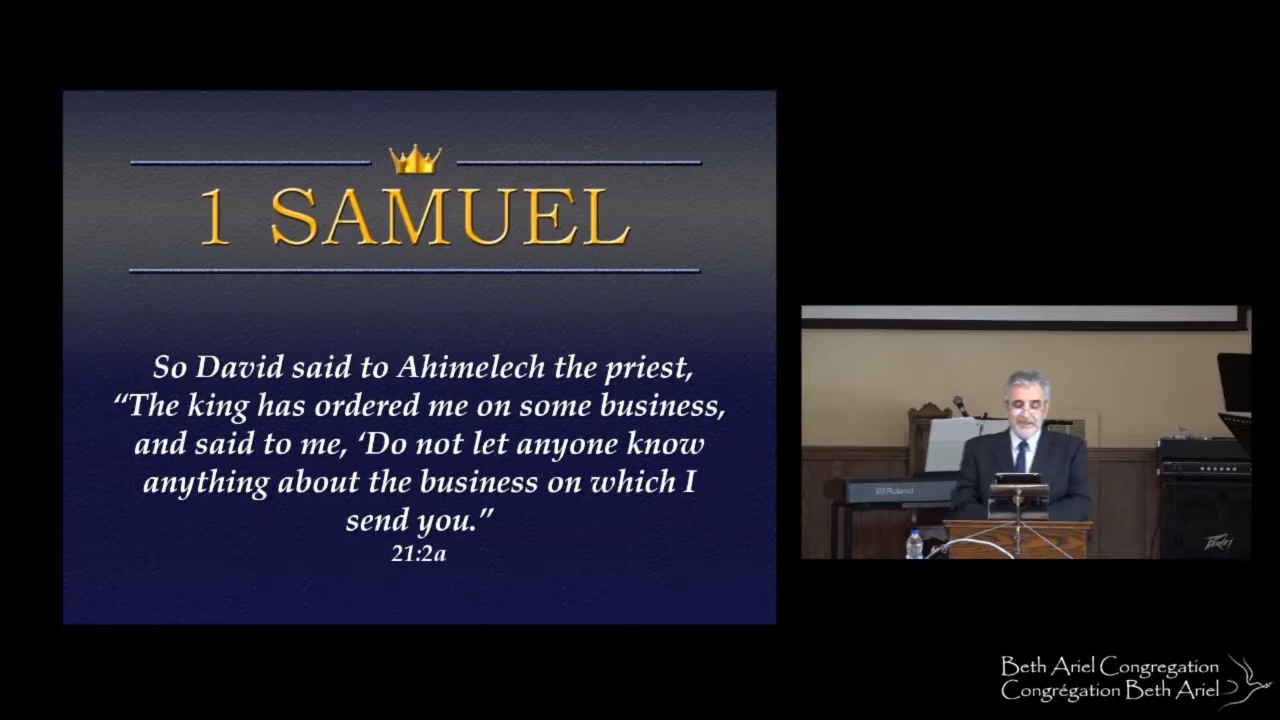 1 SAMUEL
So David said to Ahimelech the priest,
“The king has ordered me on some business,
and said to me, ‘Do not let anyone know
anything about the business on which I
send you.”
21:2a
Roland
Peavey
Beth Ariel Congregation
Congrégation Beth Ariel